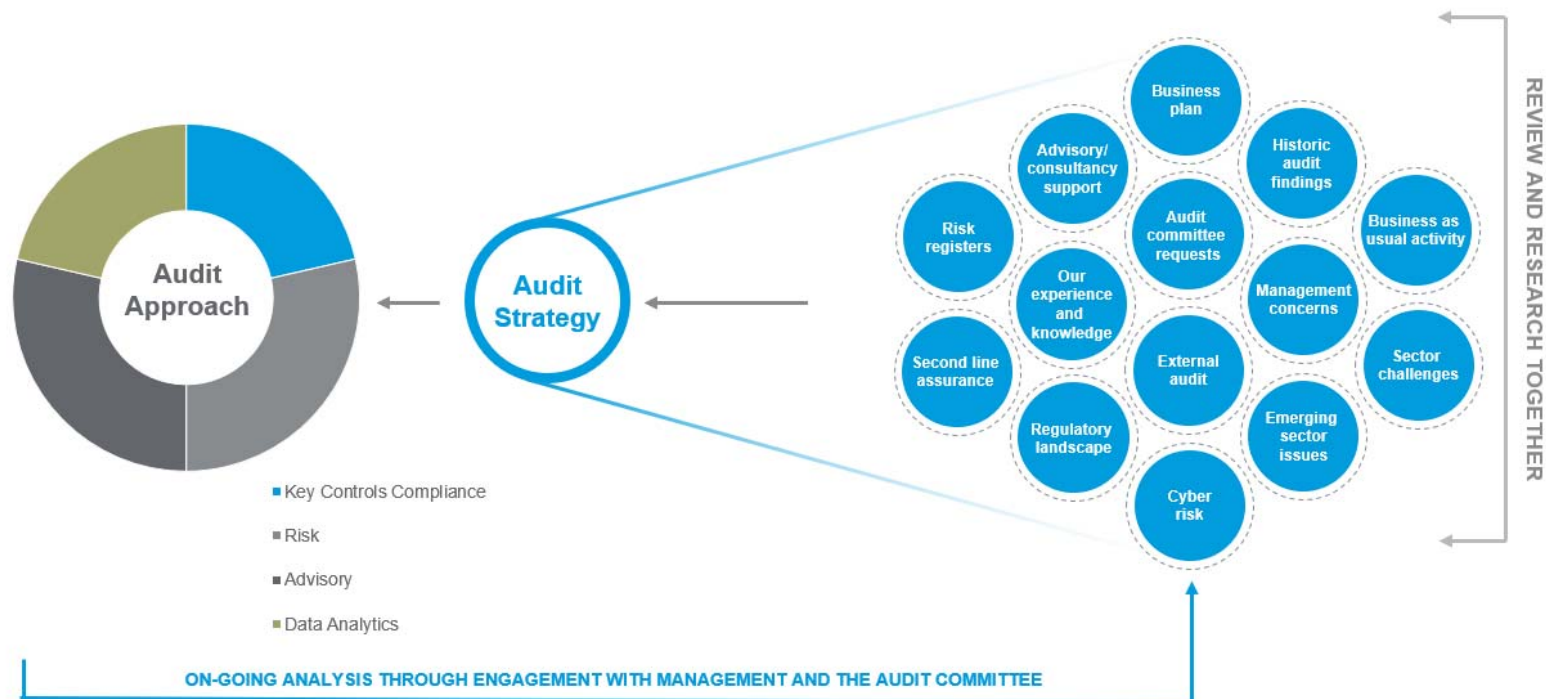 Audit
Approach
Key Controls Compliance
Risk
Advisory
Data Analytics
Audit
Strategy
Business
plan
Advisory/
consultancy
support
Historic
audit
findings
Risk
registers
Audit
committee
requests
Business as
usual activity
Our
experience
and
knowledge
Management
concerns
Second line
assurance
External
audit
Sector
challenges
Regulatory
landscape
Emerging
sector
issues
Cyber
risk
REVIEW AND RESEARCH TOGETHER
ON-GOING ANALYSIS THROUGH ENGAGEMENT WITH MANAGEMENT AND THE AUDIT COMMITTEE